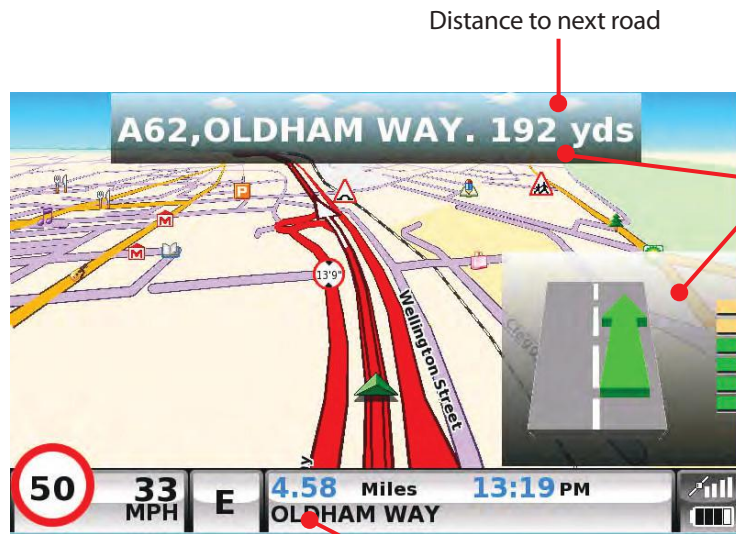 Distance to next road
A62,OLDHAM WAY. 192 yds
P
M
M
13'9"
Wellington Street
50
33
MPH
E
4.58 Miles 13:19 PM
OLDHAM WAY